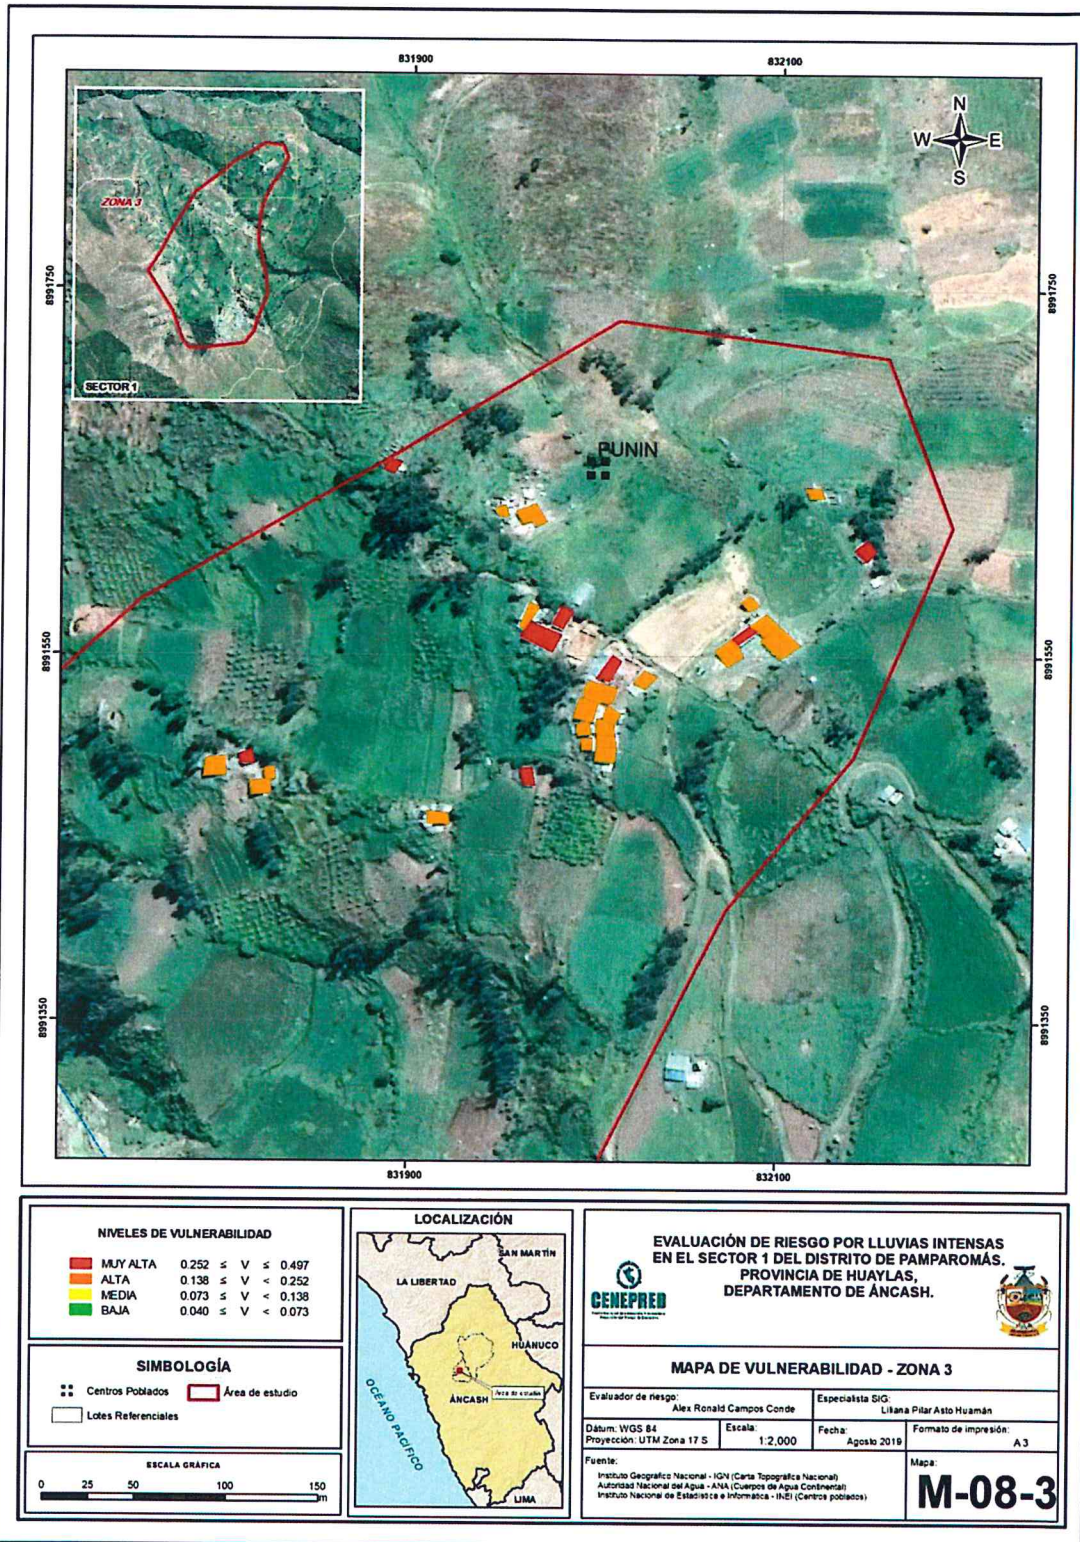 831900
832100
N
W E
S
ZONA 3
SECTOR 1
8991750
8991750
PUNIN
8991550
8991550
8991350
8991350
831900
832100
NIVELES DE VULNERABILIDAD
MUY ALTA 0.252 ≤ V ≤ 0.497
ALTA 0.138 ≤ V < 0.252
MEDIA 0.073 ≤ V < 0.138
BAJA 0.040 ≤ V < 0.073
SIMBOLOGÍA
Centros Poblados
Área de estudio
Lotes Referenciales
ESCALA GRÁFICA
0 25 50 100 150
m
LOCALIZACIÓN
SAN MARTÍN
LA LIBERTAD
HUÁNUCO
Área de estudio
ÁNCASH
OCÉANO PACÍFICO
LIMA
CENEPRED
EVALUACIÓN DE RIESGO POR LLUVIAS INTENSAS
EN EL SECTOR 1 DEL DISTRITO DE PAMPAROMÁS.
PROVINCIA DE HUAYLAS,
DEPARTAMENTO DE ÁNCASH.
MAPA DE VULNERABILIDAD - ZONA 3
Evaluador de riesgo:
Alex Ronald Campos Conde
Especialista SIG:
Liliana Pilar Asto Huamán
Dátum: WGS 84
Proyección: UTM Zona 17 S
Escala:
1:2,000
Fecha:
Agosto 2019
Formato de impresión:
A 3
Fuente:
Instituto Geográfico Nacional - IGN (Carta Topográfica Nacional)
Autoridad Nacional del Agua - ANA (Cuerpos de Agua Continental)
Instituto Nacional de Estadística e Informática - INEI (Centros poblados)
Mapa:
M-08-3